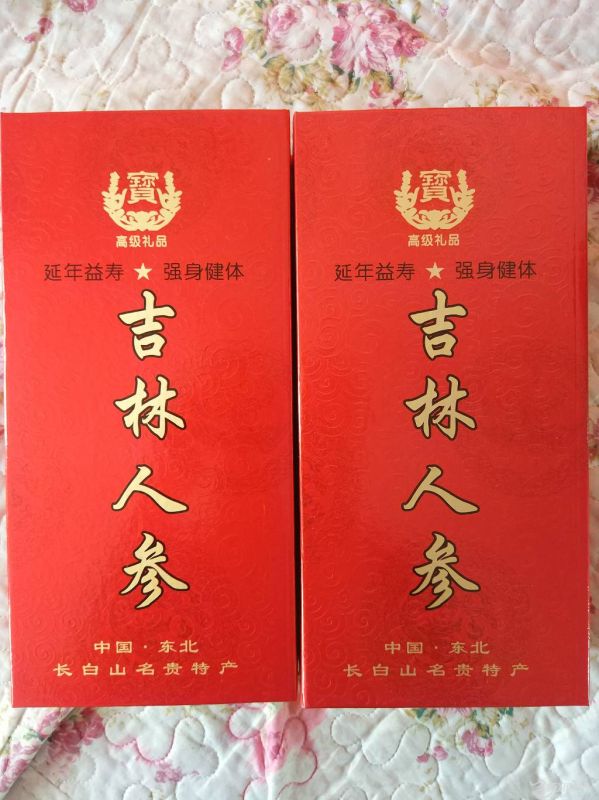 寶
高级礼品
延年益寿 ★ 强身健体
吉林人参
中国·东北
长白山名贵特产
寶
高级礼品
延年益寿 ★ 强身健体
吉林人参
中国·东北
长白山名贵特产